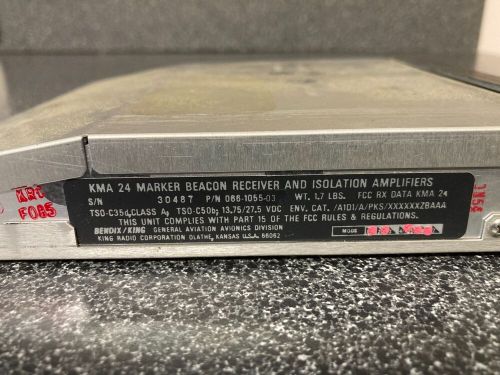 KMA 24 MARKER BEACON RECEIVER AND ISOLATION AMPLIFIERS
S/N 30487 P/N 066-1055-03 WT. 1.7 LBS. FCC RX DATA KMA 24
TSO-C35d,CLASS A, TSO-C50b; 13.75/27.5 VDC ENV. CAT. /A1D1/A/PKS/XXXXXXZBAAA
THIS UNIT COMPLIES WITH PART 15 OF THE FCC RULES & REGULATIONS.
BENDIX/KING GENERAL AVIATION AVIONICS DIVISION
KING RADIO CORPORATION OLATHE, KANSAS U.S.A. 66062
MODS
KRC
F085